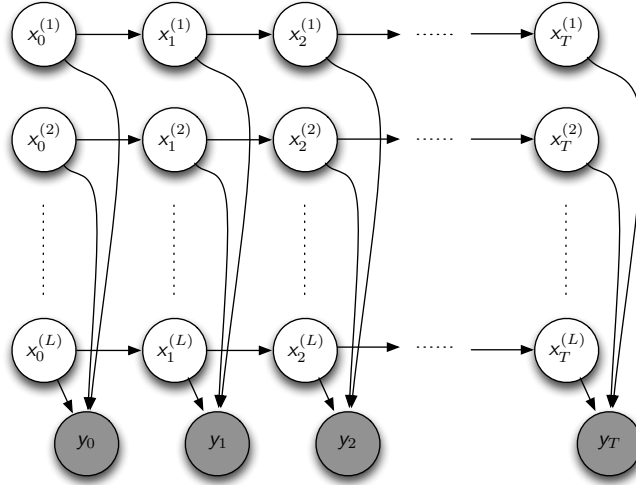 x_0^{(1)} x_1^{(1)} x_2^{(1)} ...... x_T^{(1)}
x_0^{(2)} x_1^{(2)} x_2^{(2)} ...... x_T^{(2)}
x_0^{(L)} x_1^{(L)} x_2^{(L)} ...... x_T^{(L)}
y_0 y_1 y_2 y_T